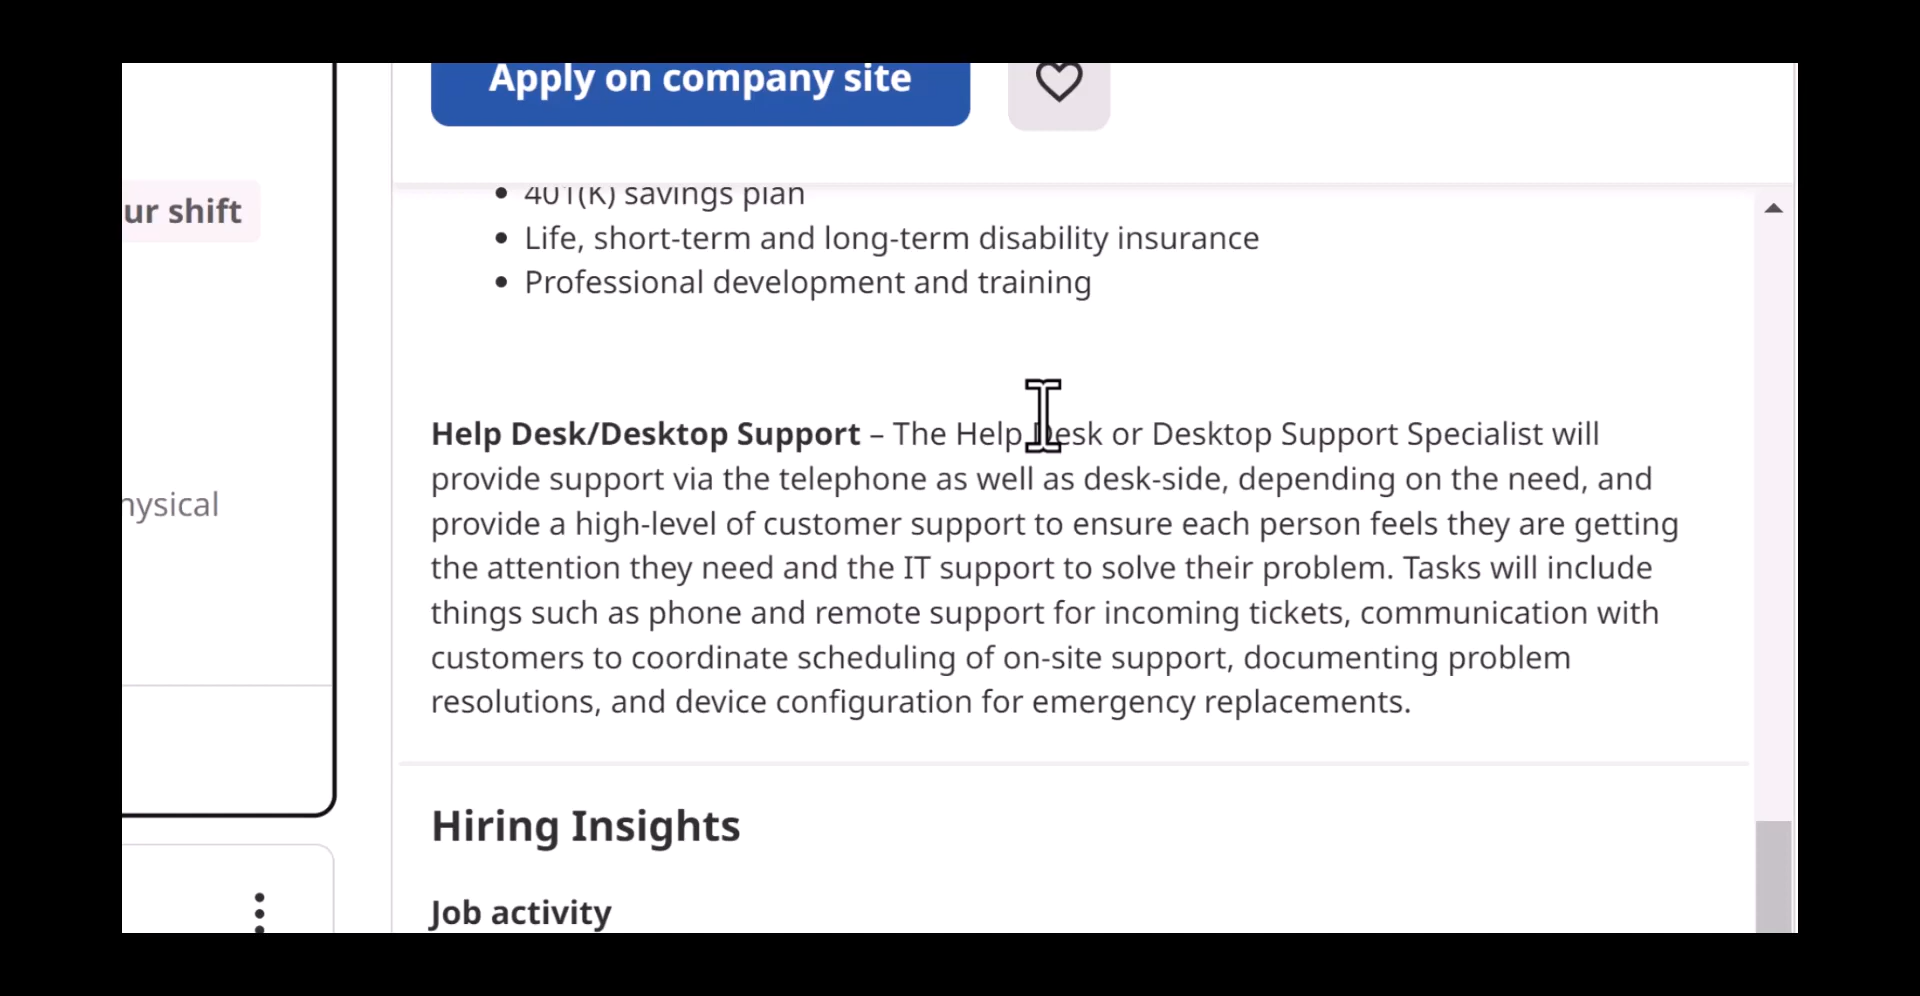 Apply on company site
ur shift
• 401(K) savings plan
• Life, short-term and long-term disability insurance
• Professional development and training
Help Desk/Desktop Support – The Help Desk or Desktop Support Specialist will
provide support via the telephone as well as desk-side, depending on the need, and
provide a high-level of customer support to ensure each person feels they are getting
the attention they need and the IT support to solve their problem. Tasks will include
things such as phone and remote support for incoming tickets, communication with
customers to coordinate scheduling of on-site support, documenting problem
resolutions, and device configuration for emergency replacements.
hysical
Hiring Insights
Job activity